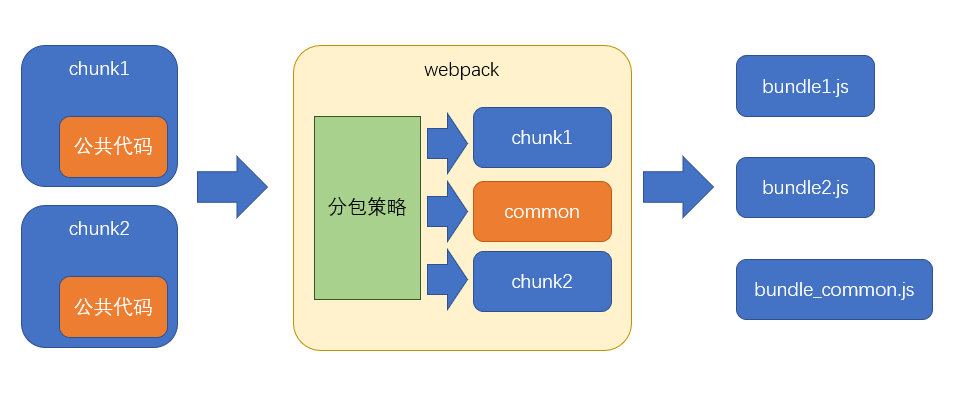 chunk1
公共代码
chunk2
公共代码
webpack
分包策略
chunk1
common
chunk2
bundle1.js
bundle2.js
bundle_common.js